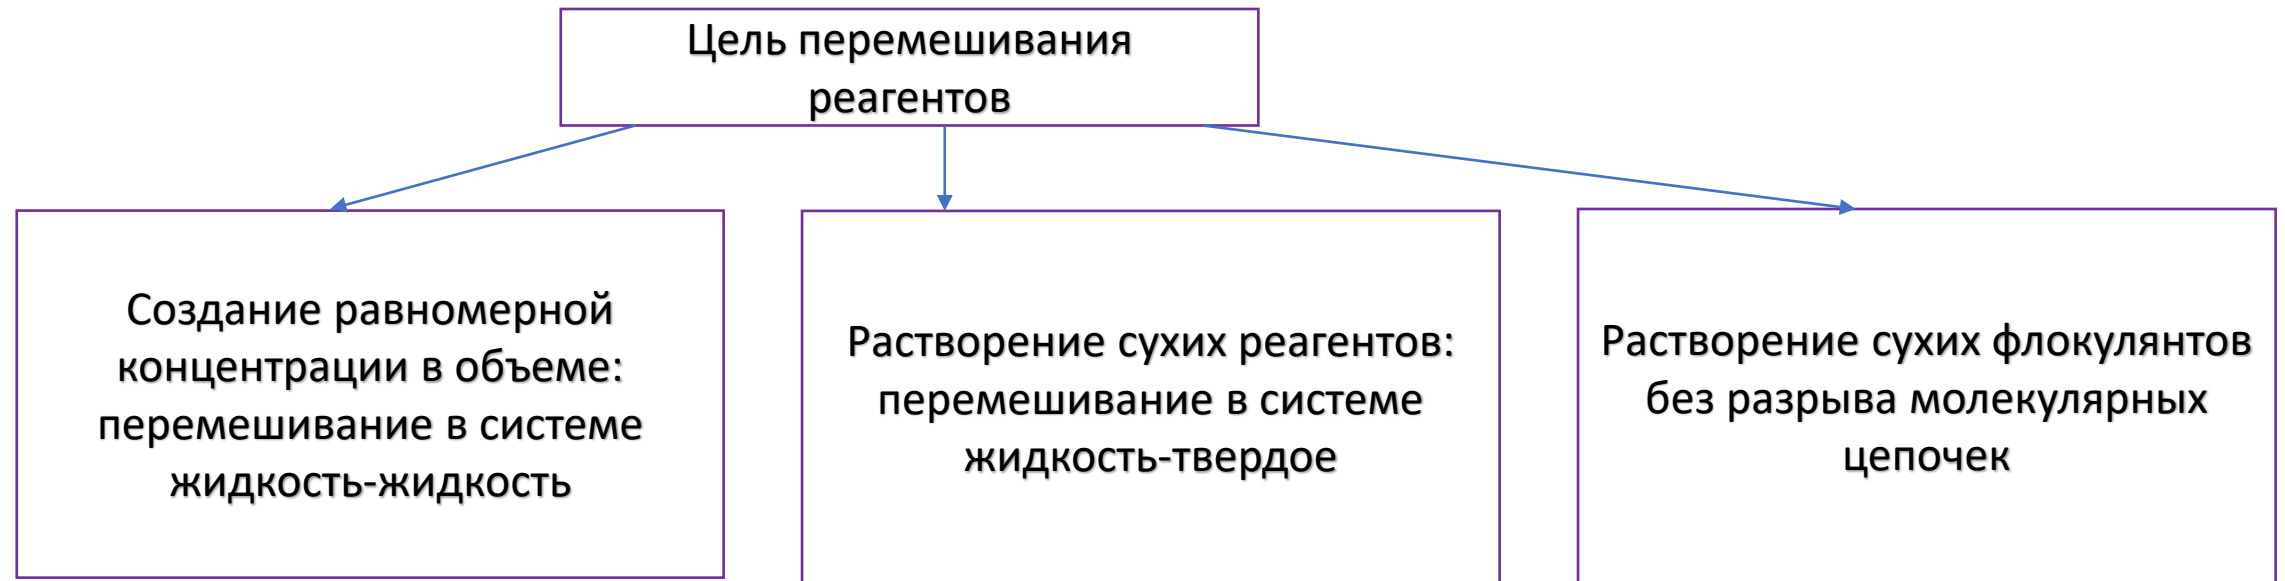 Цель перемешивания
реагентов
Создание равномерной
концентрации в объеме:
перемешивание в системе
жидкость-жидкость
Растворение сухих реагентов:
перемешивание в системе
жидкость-твердое
Растворение сухих флокулянтов
без разрыва молекулярных
цепочек